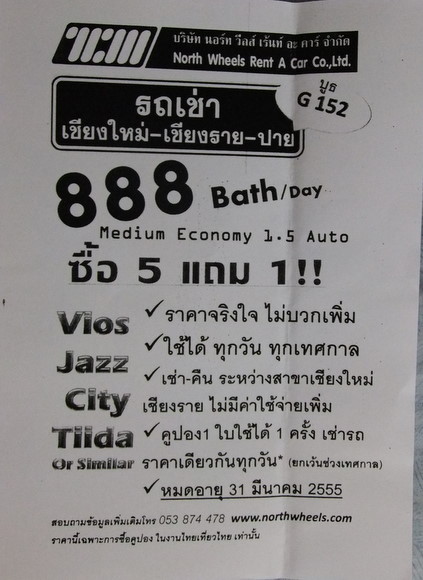 บริษัท นอร์ท วีลส์ เร้นท์ อะ คาร์ จำกัด
North Wheels Rent A Car Co.,Ltd.
บูธ
G 152
รถเช่า
เชียงใหม่-เชียงราย-ปาย
888 Bath/Day
Medium Economy 1.5 Auto
ซื้อ 5 แถม 1!!
Vios
Jazz
City
Tiida
Or Similar
✓ ราคาจริงใจ ไม่บวกเพิ่ม
✓ ใช้ได้ ทุกวัน ทุกเทศกาล
✓ เช่า-คืน ระหว่างสาขาเชียงใหม่
เชียงราย ไม่มีค่าใช้จ่ายเพิ่ม
✓ คูปอง1 ใบใช้ได้ 1 ครั้ง เช่ารถ
ราคาเดียวกันทุกวัน* (ยกเว้นช่วงเทศกาล)
✓ หมดอายุ 31 มีนาคม 2555
สอบถามข้อมูลเพิ่มเติมโทร 053 874 478 www.northwheels.com
ราคานี้เฉพาะการซื้อคูปอง ในงานไทยเที่ยวไทย เท่านั้น